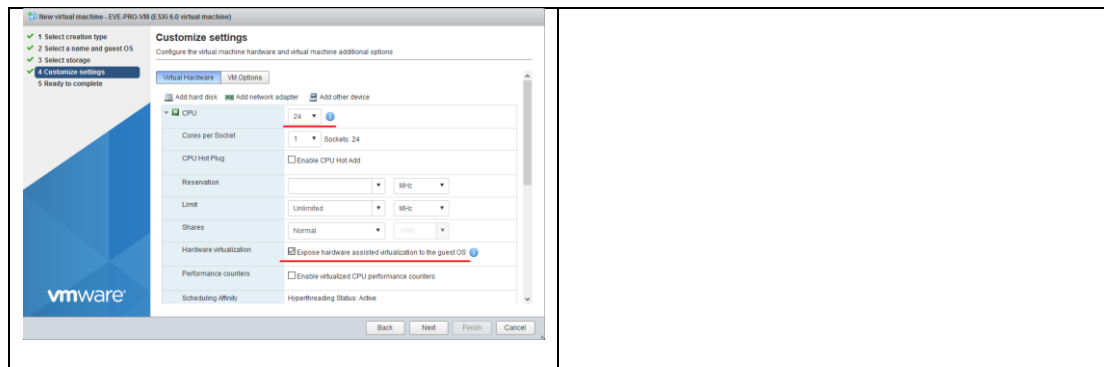 New virtual machine - EVE-PRO-VM (ESXi 6.0 virtual machine)
1 Select creation type
2 Select a name and guest OS
3 Select storage
4 Customize settings
5 Ready to complete
Customize settings
Configure the virtual machine hardware and virtual machine additional options
Virtual Hardware VM Options
Add hard disk Add network adapter Add other device
CPU 24
Cores per Socket 1 Sockets: 24
CPU Hot Plug Enable CPU Hot Add
Reservation MHz
Limit Unlimited MHz
Shares Normal 1000
Hardware virtualization Expose hardware assisted virtualization to the guest OS
Performance counters Enable virtualized CPU performance counters
Scheduling Affinity Hyperthreading Status: Active
vmware
Back Next Finish Cancel